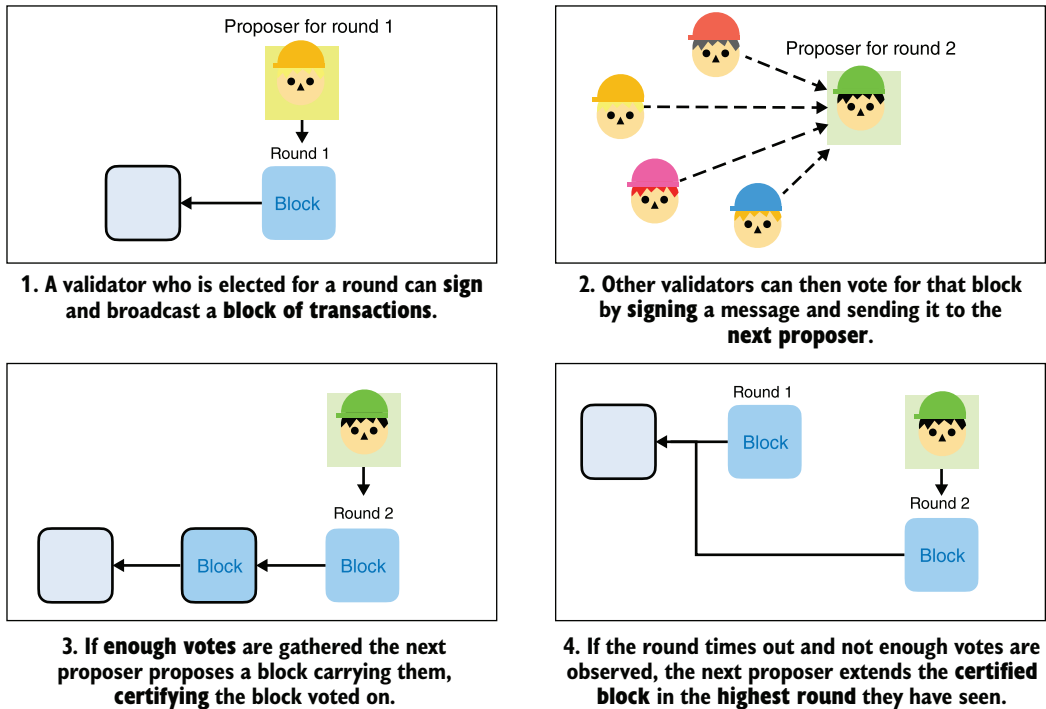 Proposer for round 1
Round 1
Block
1. A validator who is elected for a round can sign
and broadcast a block of transactions.
Proposer for round 2
2. Other validators can then vote for that block
by signing a message and sending it to the
next proposer.
Round 2
Block
Block
3. If enough votes are gathered the next
proposer proposes a block carrying them,
certifying the block voted on.
Round 1
Block
Round 2
Block
4. If the round times out and not enough votes are
observed, the next proposer extends the certified
block in the highest round they have seen.